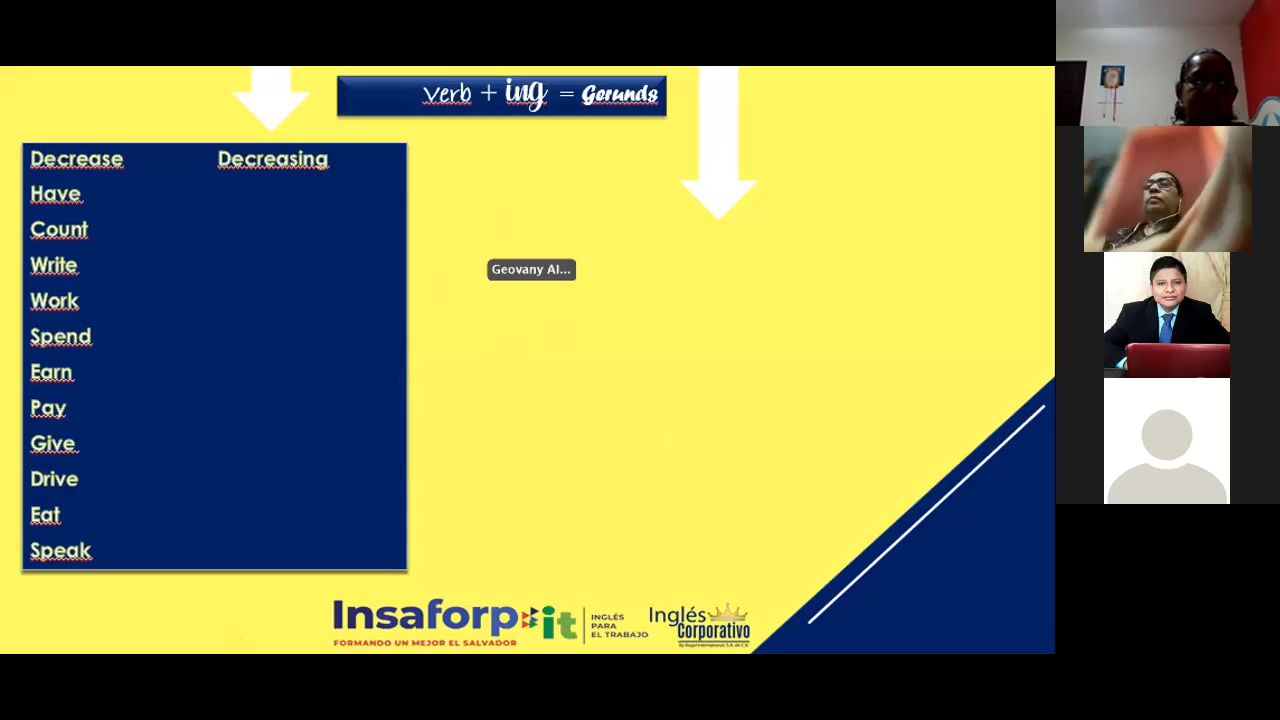 Verb + ing = Gerunds
Decrease Decreasing
Have
Count
Write
Work
Spend
Earn
Pay
Give
Drive
Eat
Speak
Geovany Al...
Insaforp
FORMANDO UN MEJOR EL SALVADOR
it
INGLÉS
PARA
EL TRABAJO
Inglés
Corporativo